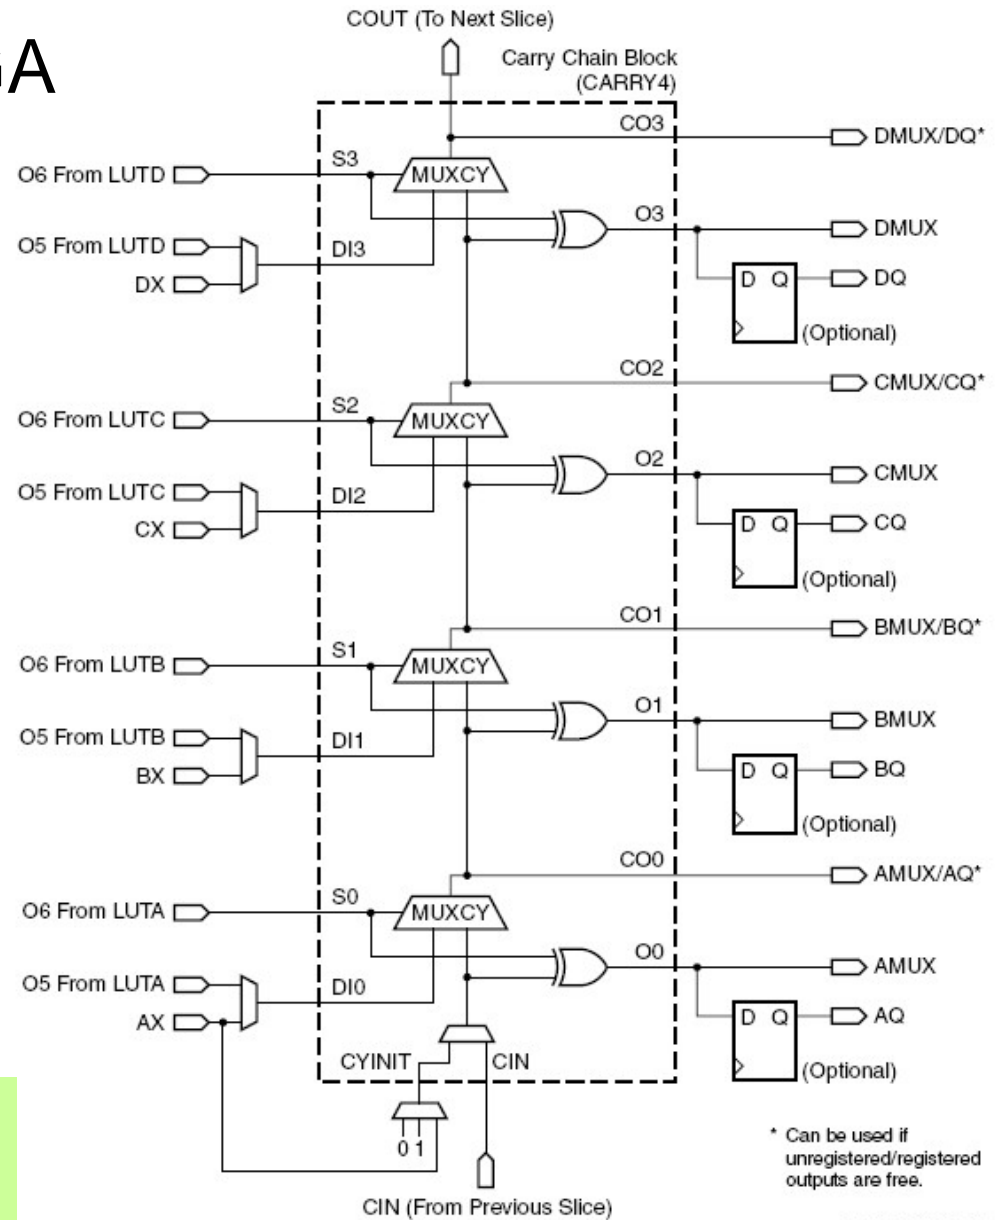 GA
COUT (To Next Slice)
Carry Chain Block
(CARRY4)
CO3
DMUX/DQ*
O6 From LUTD
S3
MUXCY
O3
DMUX
O5 From LUTD
DI3
DX
D Q
DQ
(Optional)
CO2
CMUX/CQ*
O6 From LUTC
S2
MUXCY
O2
CMUX
O5 From LUTC
DI2
CX
D Q
CQ
(Optional)
CO1
BMUX/BQ*
O6 From LUTB
S1
MUXCY
O1
BMUX
O5 From LUTB
DI1
BX
D Q
BQ
(Optional)
CO0
AMUX/AQ*
O6 From LUTA
S0
MUXCY
O0
AMUX
O5 From LUTA
DI0
AX
D Q
AQ
CYINIT
CIN
(Optional)
0 1
* Can be used if
unregistered/registered
outputs are free.
CIN (From Previous Slice)